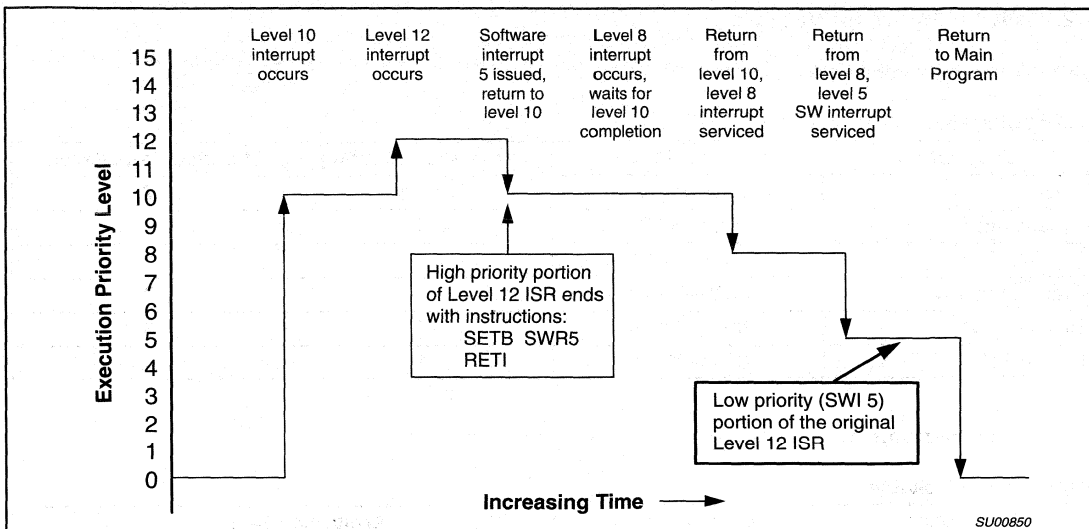 Level 10
interrupt
occurs
Level 12
interrupt
occurs
Software
interrupt
5 issued,
return to
level 10
Level 8
interrupt
occurs,
waits for
level 10
completion
Return
from
level 10,
level 8
interrupt
serviced
Return
from
level 8,
level 5
SW interrupt
serviced
Return
to Main
Program
Execution Priority Level
15
14
13
12
11
10
9
8
7
6
5
4
3
2
1
0
High priority portion
of Level 12 ISR ends
with instructions:
SETB SWR5
RETI
Low priority (SWI 5)
portion of the original
Level 12 ISR
Increasing Time
SU00850